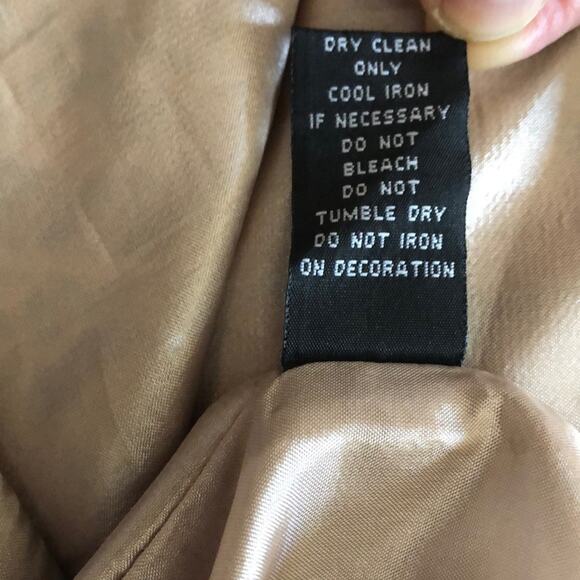 DRY CLEAN
ONLY
COOL IRON
IF NECESSARY
DO NOT
BLEACH
DO NOT
TUMBLE DRY
DO NOT IRON
ON DECORATION